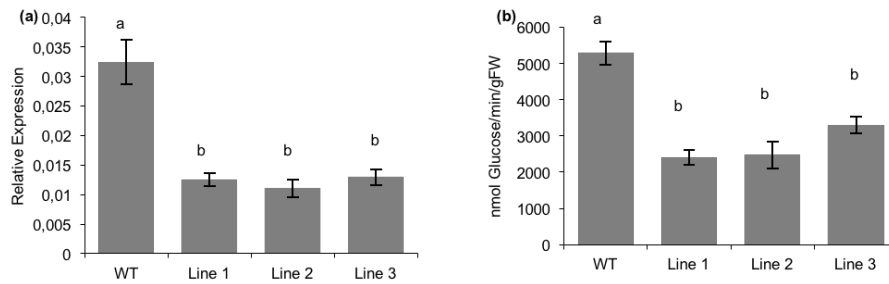 (a)
Relative Expression
0,04
0,035
0,03
0,025
0,02
0,015
0,01
0,005
0
a
b
b
b
WT Line 1 Line 2 Line 3
(b)
nmol Glucose/min/gFW
6000
5000
4000
3000
2000
1000
0
a
b
b
b
WT Line 1 Line 2 Line 3